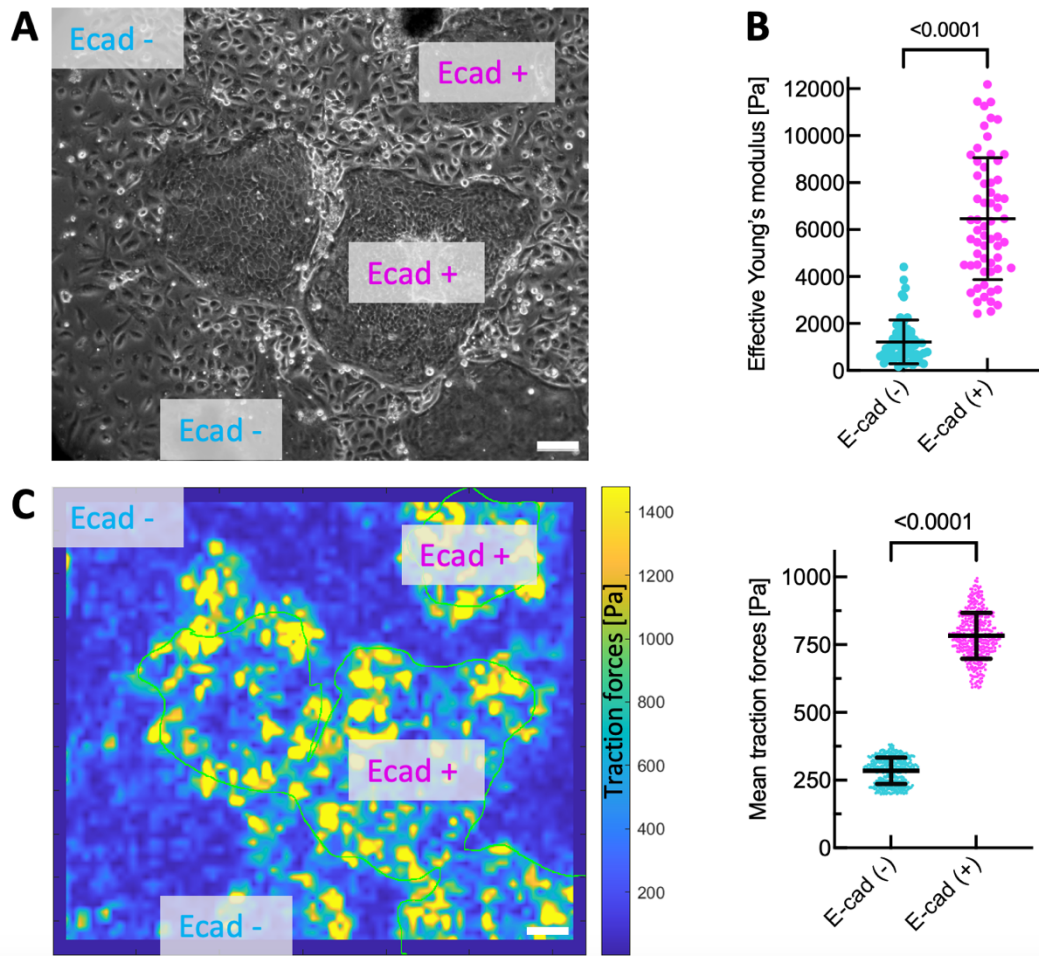 A
Ecad -
Ecad +
Ecad +
Ecad -
B
<0.0001
Effective Young's modulus [Pa]
12000
10000
8000
6000
4000
2000
0
E-cad (-)
E-cad (+)
C
Ecad -
Ecad +
Ecad +
Ecad -
Traction forces [Pa]
1400
1200
1000
800
600
400
200
<0.0001
Mean traction forces [Pa]
1000
750
500
250
0
E-cad (-)
E-cad (+)